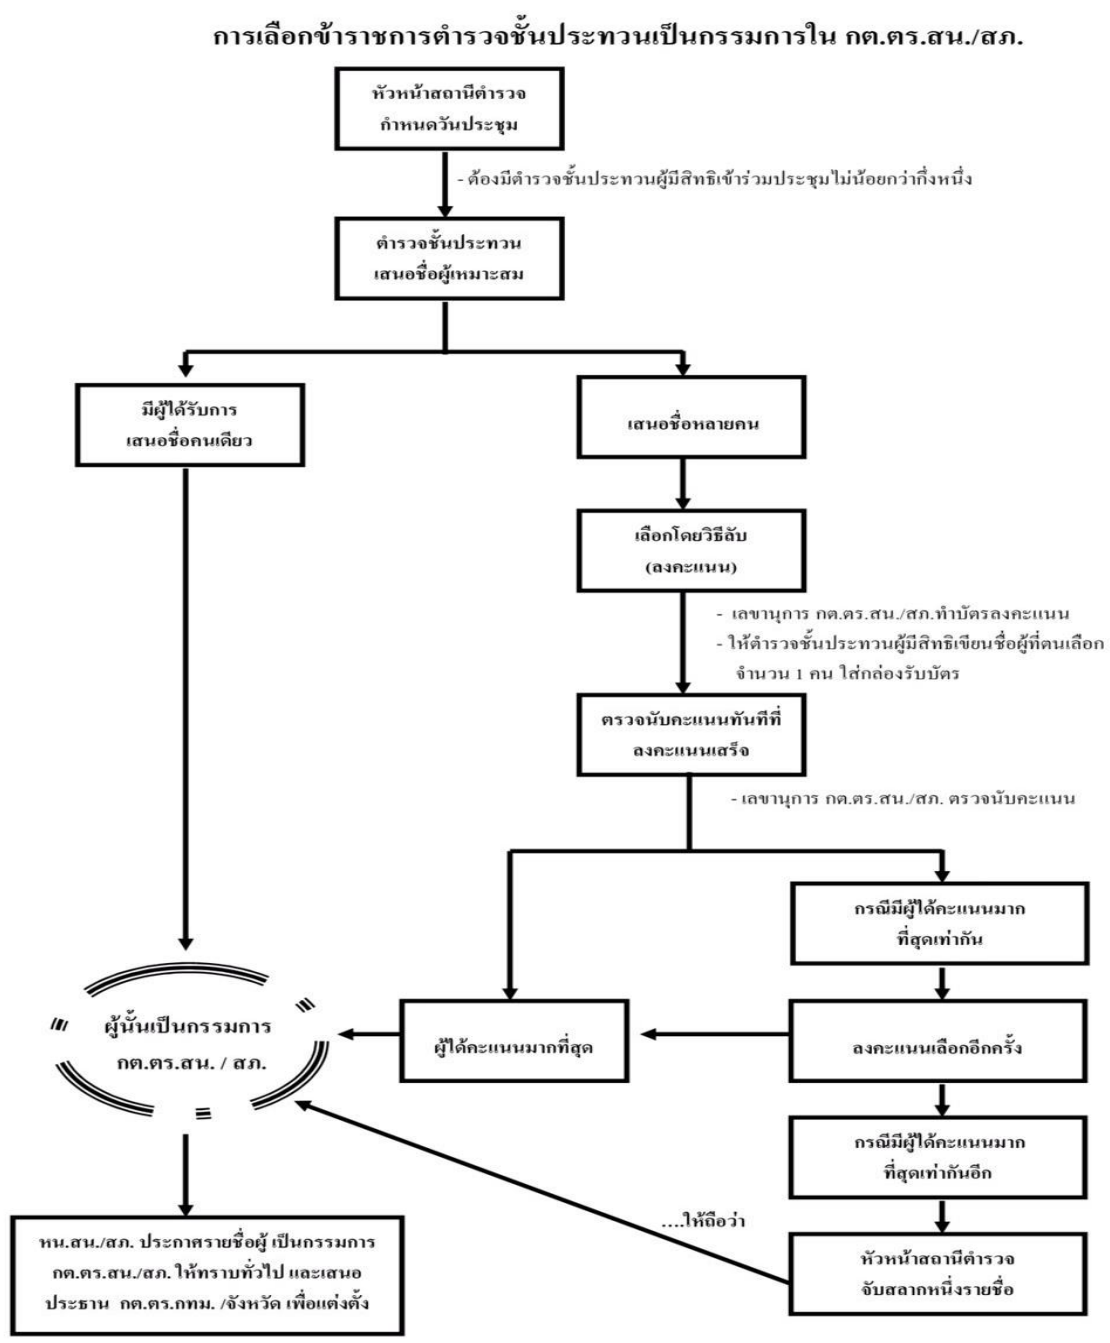 การเลือกข้าราชการตำรวจชั้นประทวนเป็นกรรมการใน กต.ตร.สน./สภ.
หัวหน้าสถานีตำรวจ
กำหนดวันประชุม
- ต้องมีตำรวจชั้นประทวนผู้มีสิทธิเข้าร่วมประชุมไม่น้อยกว่ากึ่งหนึ่ง
ตำรวจชั้นประทวน
เสนอชื่อผู้เหมาะสม
มีผู้ได้รับการ
เสนอชื่อคนเดียว
เสนอชื่อหลายคน
เลือกโดยวิธีลับ
(ลงคะแนน)
- เลขานุการ กต.ตร.สน./สภ.ทำบัตรลงคะแนน
- ให้ตำรวจชั้นประทวนผู้มีสิทธิเขียนชื่อผู้ที่ตนเลือก
จำนวน 1 คน ใส่กล่องรับบัตร
ตรวจนับคะแนนทันทีที่
ลงคะแนนเสร็จ
- เลขานุการ กต.ตร.สน./สภ. ตรวจนับคะแนน
กรณีมีผู้ได้คะแนนมาก
ที่สุดเท่ากัน
ผู้นั้นเป็นกรรมการ
กต.ตร.สน. / สภ.
ผู้ได้คะแนนมากที่สุด
ลงคะแนนเลือกอีกครั้ง
กรณีมีผู้ได้คะแนนมาก
ที่สุดเท่ากันอีก
....ให้ถือว่า
หัวหน้าสถานีตำรวจ
จับสลากหนึ่งรายชื่อ
หน.สน./สภ. ประกาศรายชื่อผู้ เป็นกรรมการ
กต.ตร.สน./สภ. ให้ทราบทั่วไป และเสนอ
ประธาน กต.ตร.กทม. /จังหวัด เพื่อแต่งตั้ง